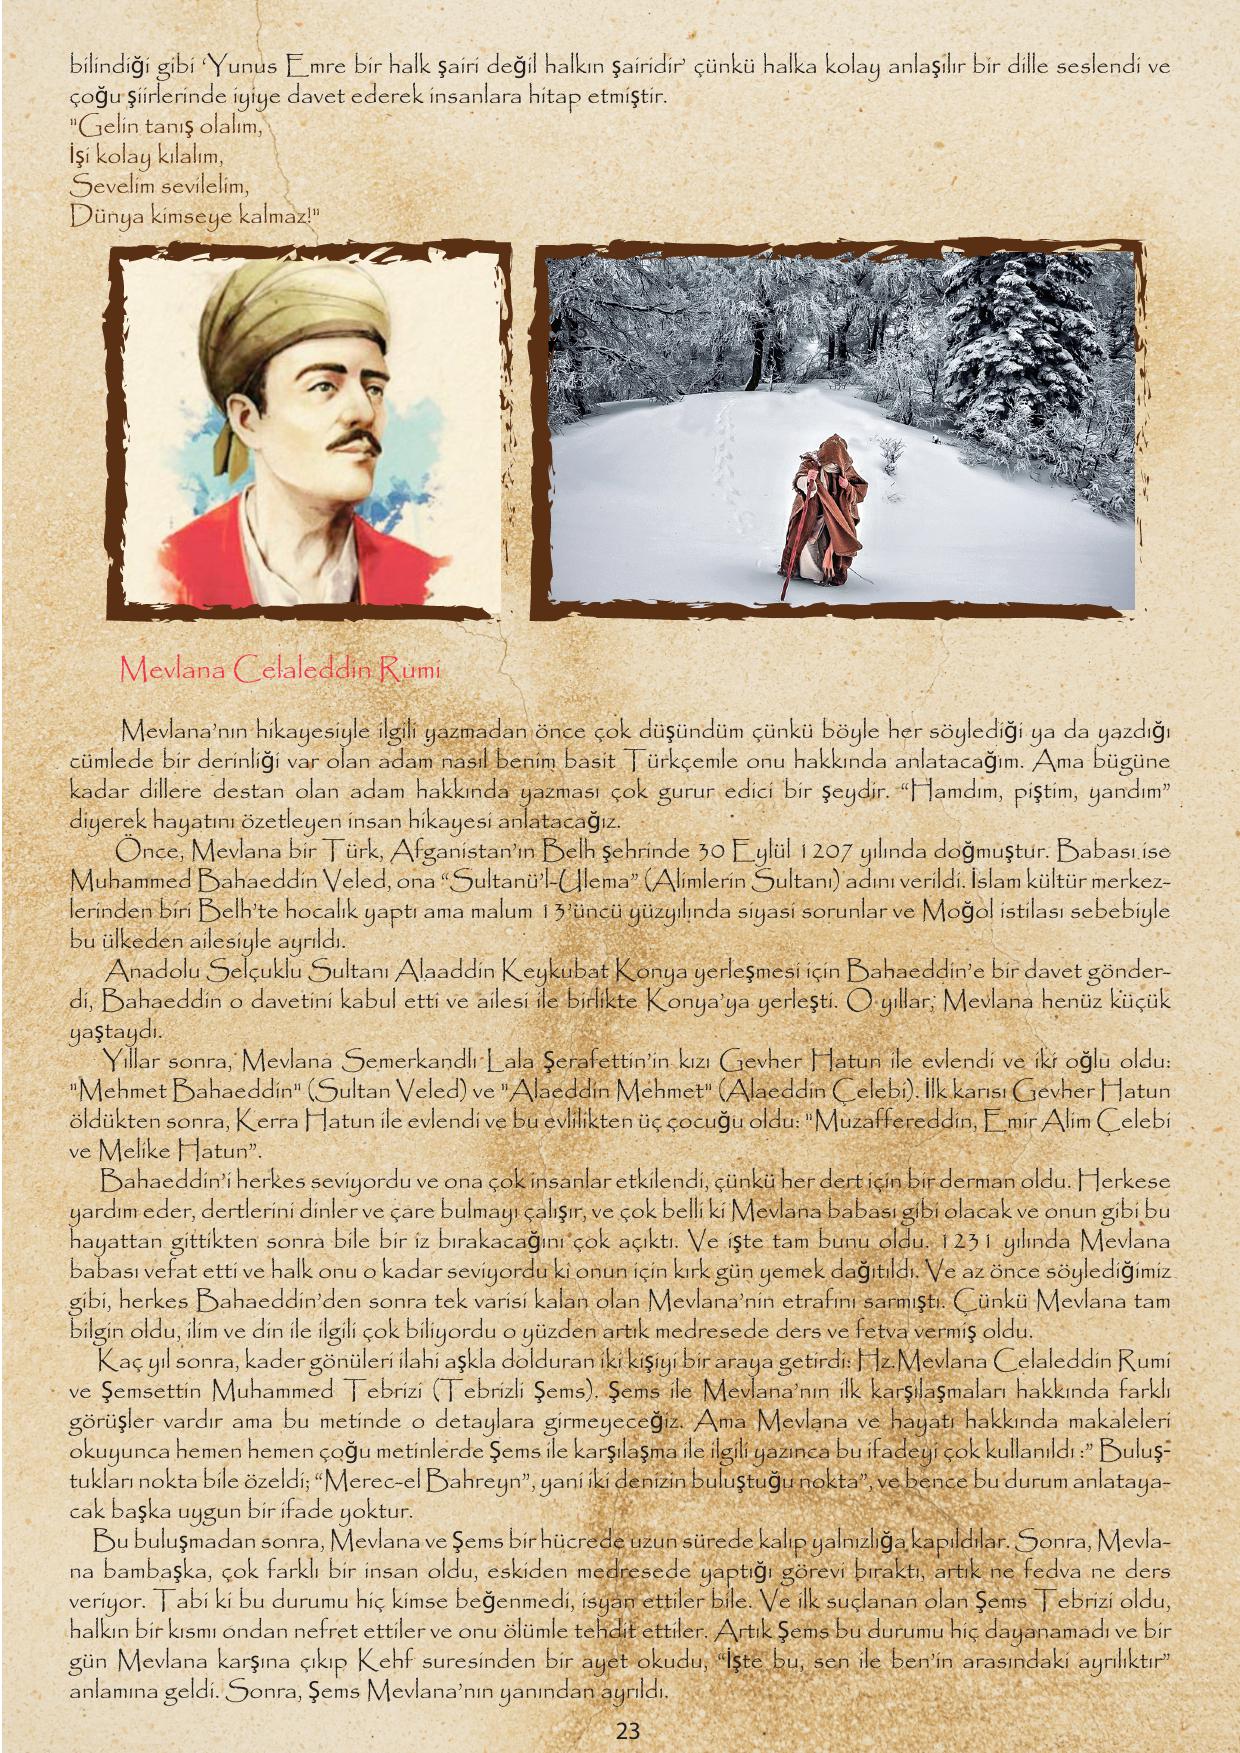 bilindiği gibi ‘Yunus Emre bir halk şairi değil halkın şairidir’ çünkü halka kolay anlaşılır bir dille seslendi ve
çoğu şiirlerinde iyiye davet ederek insanlara hitap etmiştir.
"Gelin tanış olalım,
İşi kolay kılalım,
Sevelim sevilelim,
Dünya kimseye kalmaz!"
Mevlana Celaleddin Rumi
Mevlana’nın hikayesiyle ilgili yazmadan önce çok düşündüm çünkü böyle her söylediği ya da yazdığı
cümlede bir derinliği var olan adam nasıl benim basit Türkçemle onu hakkında anlatacağım. Ama bügüne
kadar dillere destan olan adam hakkında yazması çok gurur edici bir şeydir. “Hamdım, piştim, yandım”
diyerek hayatını özetleyen insan hikayesi anlatacağız.
Önce, Mevlana bir Türk, Afganistan’ın Belh şehrinde 30 Eylül 1207 yılında doğmuştur. Babası ise
Muhammed Bahaeddin Veled, ona “Sultanü’l-Ulema” (Alimlerin Sultanı) adını verildi. İslam kültür merkez-
lerinden biri Belh’te hocalık yaptı ama malum 13’üncü yüzyılında siyasi sorunlar ve Moğol istilası sebebiyle
bu ülkeden ailesiyle ayrıldı.
Anadolu Selçuklu Sultanı Alaaddin Keykubat Konya yerleşmesi için Bahaeddin’e bir davet gönder-
di, Bahaeddin o davetini kabul etti ve ailesi ile birlikte Konya’ya yerleşti. O yıllar; Mevlana henüz küçük
yaştaydı.
Yıllar sonra, Mevlana Semerkandlı Lala Şerafettin’in kızı Gevher Hatun ile evlendi ve iki oğlu oldu:
"Mehmet Bahaeddin" (Sultan Veled) ve "Alaeddin Mehmet" (Alaeddin Çelebi). İlk karısı Gevher Hatun
öldükten sonra, Kerra Hatun ile evlendi ve bu evlilikten üç çocuğu oldu: "Muzaffereddin, Emir Alim Çelebi
ve Melike Hatun”.
Bahaeddin’i herkes seviyordu ve ona çok insanlar etkilendi, çünkü her dert için bir derman oldu. Herkese
yardım eder, dertlerini dinler ve çare bulmayı çalışır, ve çok belli ki Mevlana babası gibi olacak ve onun gibi bu
hayattan gittikten sonra bile bir iz bırakacağını çok açıktı. Ve işte tam bunu oldu. 1231 yılında Mevlana
babası vefat etti ve halk onu o kadar seviyordu ki onun için kırk gün yemek dağıtıldı. Ve az önce söylediğimiz
gibi, herkes Bahaeddin’den sonra tek varisi kalan olan Mevlana’nin etrafını sarmıştı. Çünkü Mevlana tam
bilgin oldu, ilim ve din ile ilgili çok biliyordu o yüzden artık medresede ders ve fetva vermiş oldu.
Kaç yıl sonra, kader gönüleri ilahi aşkla dolduran iki kişiyi bir araya getirdi: Hz.Mevlana Celaleddin Rumi
ve Şemsettin Muhammed Tebrizi (Tebrizli Şems). Şems ile Mevlana’nın ilk karşılaşmaları hakkında farklı
görüşler vardır ama bu metinde o detaylara girmeyeceğiz. Ama Mevlana ve hayatı hakkında makaleleri
okuyunca hemen hemen çoğu metinlerde Şems ile karşılaşma ile ilgili yazınca bu ifadeyi çok kullanıldı :” Buluş-
tukları nokta bile özeldi; “Merec-el Bahreyn”, yani iki denizin buluştuğu nokta”, ve bence bu durum anlataya-
cak başka uygun bir ifade yoktur.
Bu buluşmadan sonra, Mevlana ve Şems bir hücrede uzun sürede kalıp yalnızlığa kapıldılar. Sonra, Mevla-
na bambaşka, çok farklı bir insan oldu, eskiden medresede yaptığı görevi bıraktı, artık ne fedva ne ders
veriyor. Tabi ki bu durumu hiç kimse beğenmedi, isyan ettiler bile. Ve ilk suçlanan olan Şems Tebrizi oldu,
halkın bir kısmı ondan nefret ettiler ve onu ölümle tehdit ettiler. Artık Şems bu durumu hiç dayanamadı ve bir
gün Mevlana karşına çıkıp Kehf suresinden bir ayet okudu, “İşte bu, sen ile ben’in arasındaki ayrılıktır”
anlamına geldi. Sonra, Şems Mevlana’nın yanından ayrıldı.
23